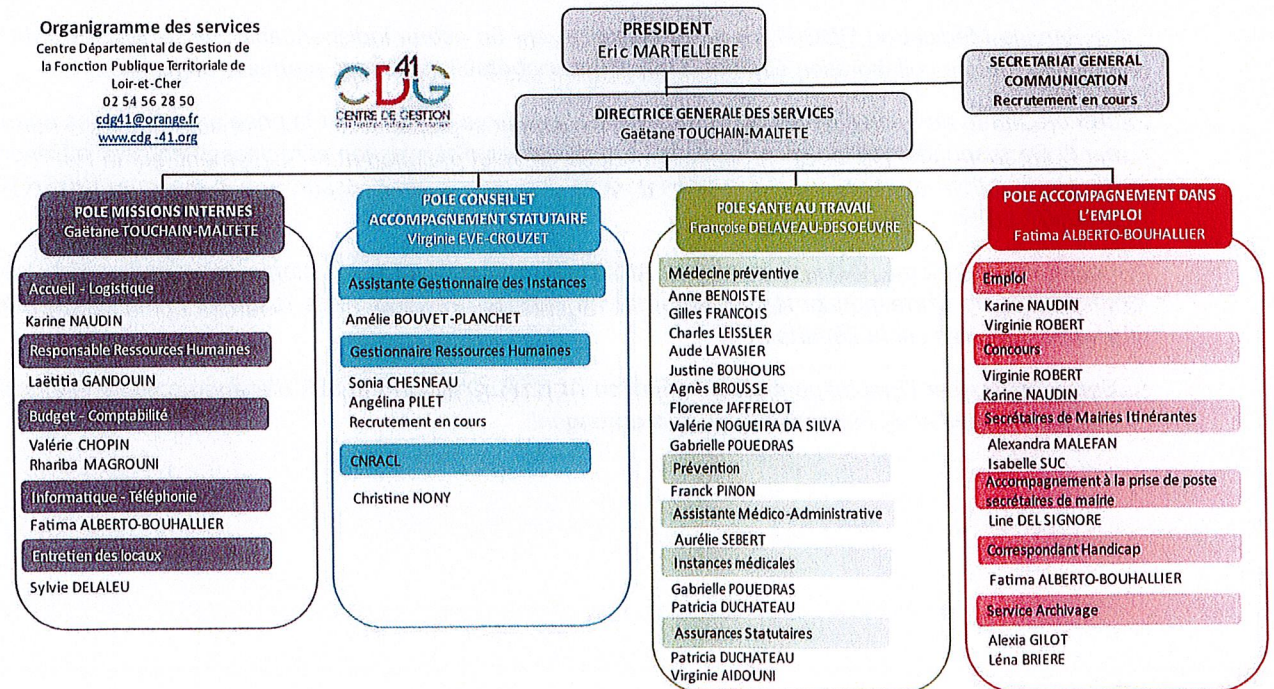 Organigramme des services
Centre Départemental de Gestion de
la Fonction Publique Territoriale de
Loir-et-Cher
02 54 56 28 50
cdg41@orange.fr
www.cdg -41.org
41
CDG
CENTRE DE GESTION
PRESIDENT
Eric MARTELLIERE
SECRETARIAT GENERAL
COMMUNICATION
Recrutement en cours
DIRECTRICE GENERALE DES SERVICES
Gaëtane TOUCHAIN-MALTETE
POLE MISSIONS INTERNES
Gaëtane TOUCHAIN-MALTETE
Accueil - Logistique
Karine NAUDIN
Responsable Ressources Humaines
Laëtitia GANDOUIN
Budget - Comptabilité
Valérie CHOPIN
Rhariba MAGROUNI
Informatique - Téléphonie
Fatima ALBERTO-BOUHALLIER
Entretien des locaux
Sylvie DELALEU
POLE CONSEIL ET
ACCOMPAGNEMENT STATUTAIRE
Virginie EVE-CROUZET
Assistante Gestionnaire des Instances
Amélie BOUVET-PLANCHET
Gestionnaire Ressources Humaines
Sonia CHESNEAU
Angélina PILET
Recrutement en cours
CNRACL
Christine NONY
POLE SANTE AU TRAVAIL
Françoise DELAVEAU-DESOEUVRE
Médecine préventive
Anne BENOISTE
Gilles FRANCOIS
Charles LEISSLER
Aude LAVASIER
Justine BOUHOURS
Agnès BROUSSE
Florence JAFFRELOT
Valérie NOGUEIRA DA SILVA
Gabrielle POUEDRAS
Prévention
Franck PINON
Assistante Médico-Administrative
Aurélie SEBERT
Instances médicales
Gabrielle POUEDRAS
Patricia DUCHATEAU
Assurances Statutaires
Patricia DUCHATEAU
Virginie AIDOUNI
POLE ACCOMPAGNEMENT DANS
L'EMPLOI
Fatima ALBERTO-BOUHALLIER
Emploi
Karine NAUDIN
Virginie ROBERT
Concours
Virginie ROBERT
Karine NAUDIN
Secrétaires de Mairies Itinérantes
Alexandra MALEFAN
Isabelle SUC
Accompagnement à la prise de poste
secrétaires de mairie
Line DEL SIGNORE
Correspondant Handicap
Fatima ALBERTO-BOUHALLIER
Service Archivage
Alexia GILOT
Léna BRIERE